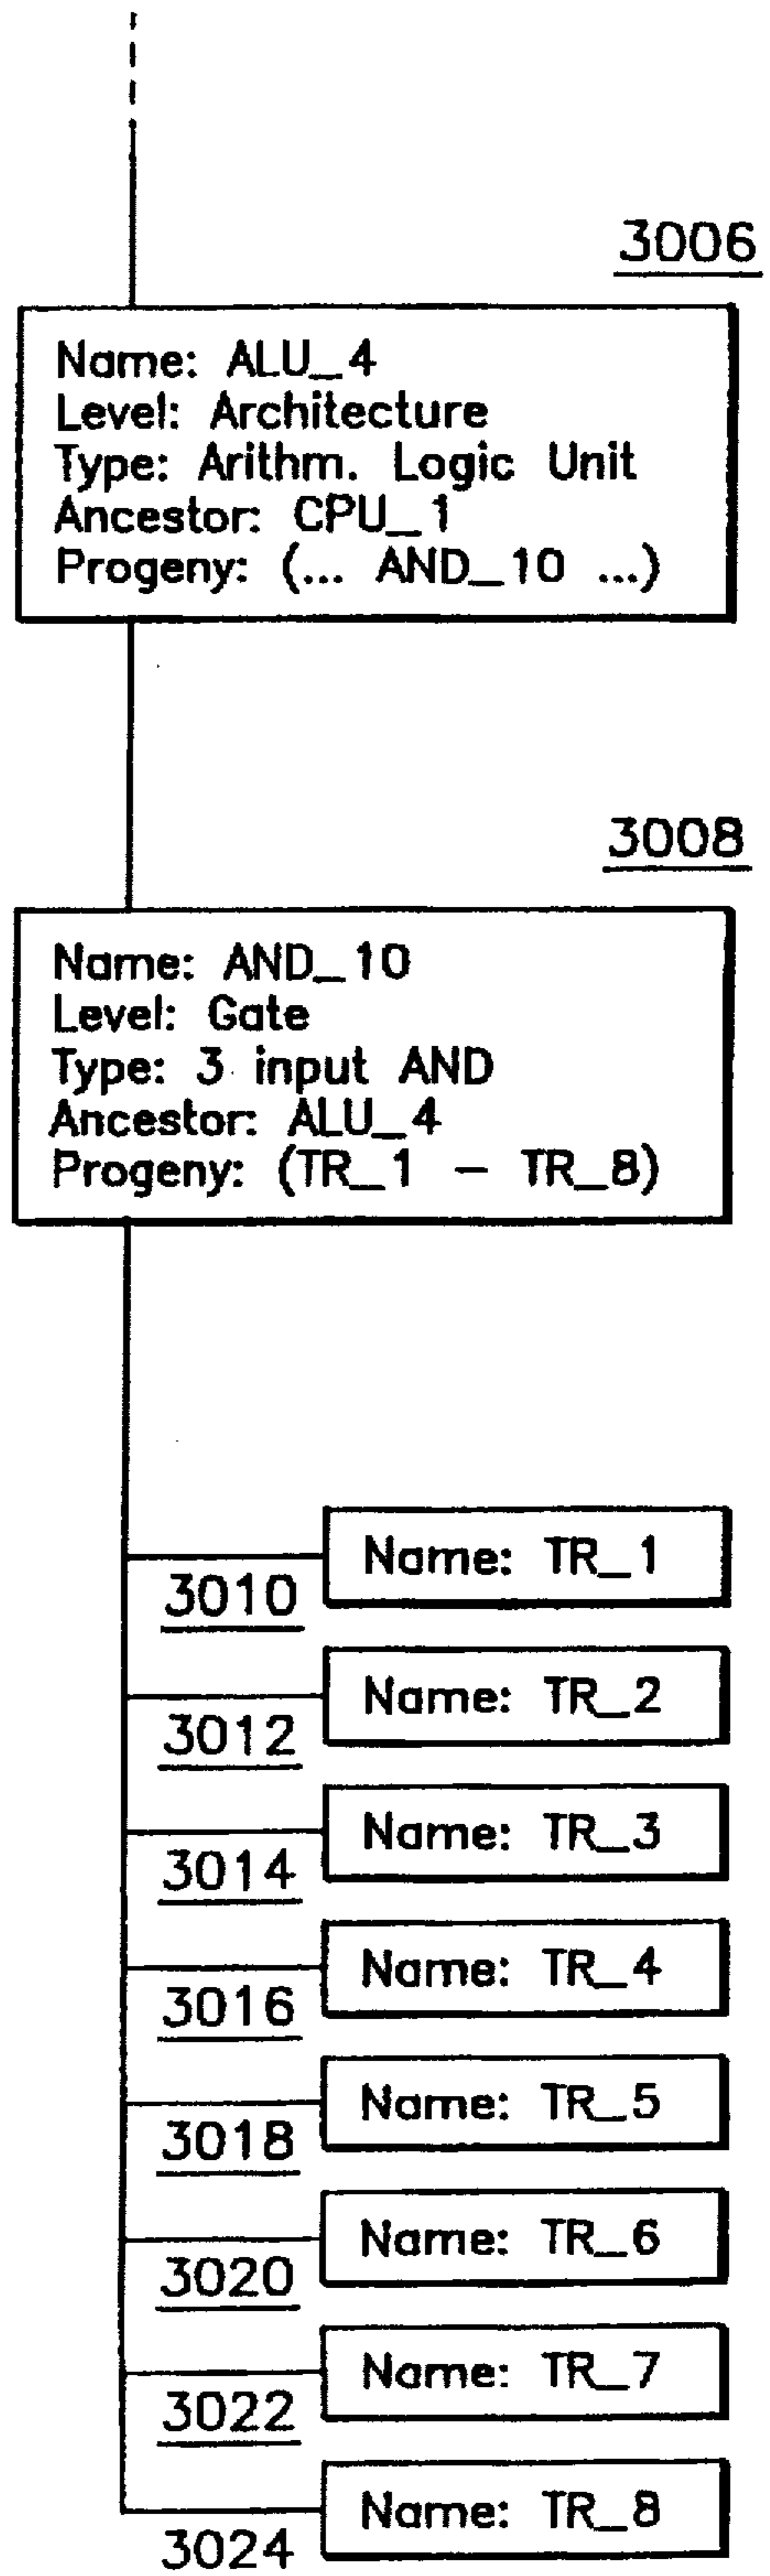 3006
Name: ALU_4
Level: Architecture
Type: Arithm. Logic Unit
Ancestor: CPU_1
Progeny: (... AND_10 ...)
3008
Name: AND_10
Level: Gate
Type: 3 input AND
Ancestor: ALU_4
Progeny: (TR_1 – TR_8)
Name: TR_1
3010
Name: TR_2
3012
Name: TR_3
3014
Name: TR_4
3016
Name: TR_5
3018
Name: TR_6
3020
Name: TR_7
3022
Name: TR_8
3024